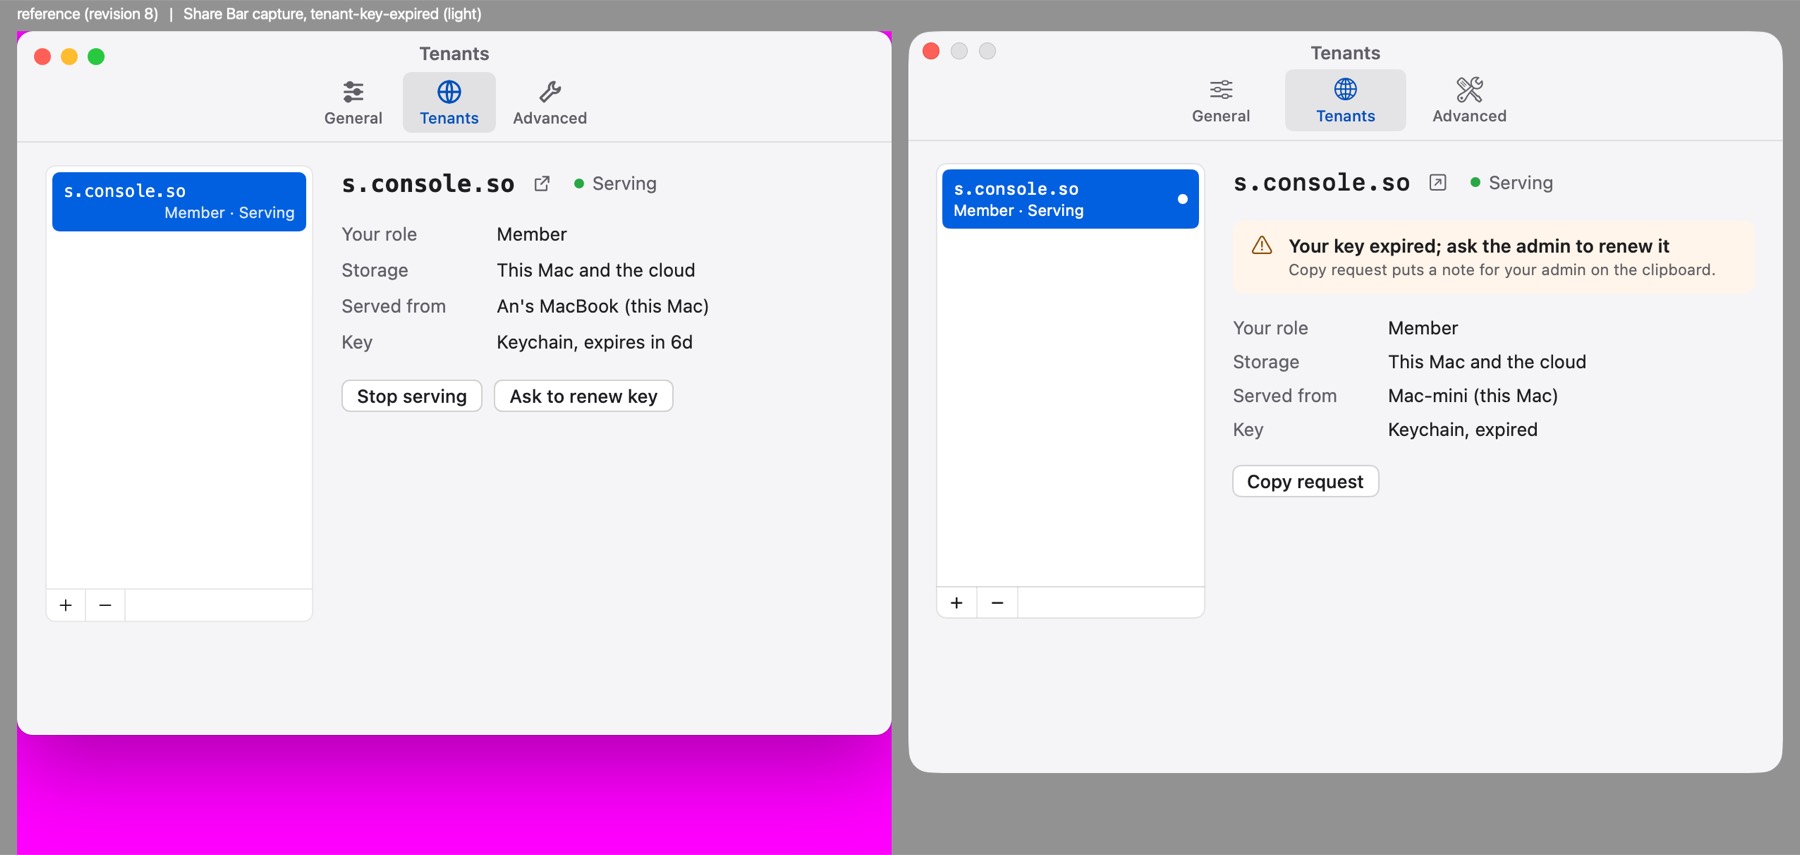 reference (revision 8) | Share Bar capture, tenant-key-expired (light)
Tenants
General
Tenants
Advanced
s.console.so
Member · Serving
s.console.so
Serving
Your role
Member
Storage
This Mac and the cloud
Served from
An's MacBook (this Mac)
Key
Keychain, expires in 6d
Stop serving
Ask to renew key
+
−
Tenants
General
Tenants
Advanced
s.console.so
Member · Serving
s.console.so
Serving
Your key expired; ask the admin to renew it
Copy request puts a note for your admin on the clipboard.
Your role
Member
Storage
This Mac and the cloud
Served from
Mac-mini (this Mac)
Key
Keychain, expired
Copy request
+
−